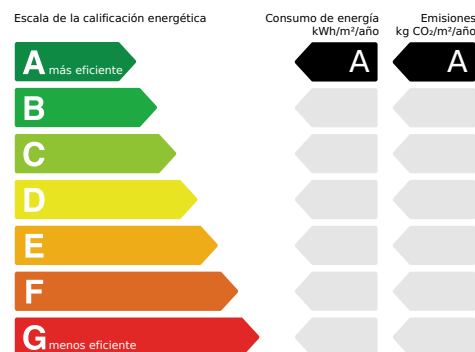 Escala de la calificación energética
Consumo de energía
kWh/m²/año
Emisiones
kg CO₂/m²/año
A más eficiente
A
A
B
C
D
E
F
G menos eficiente